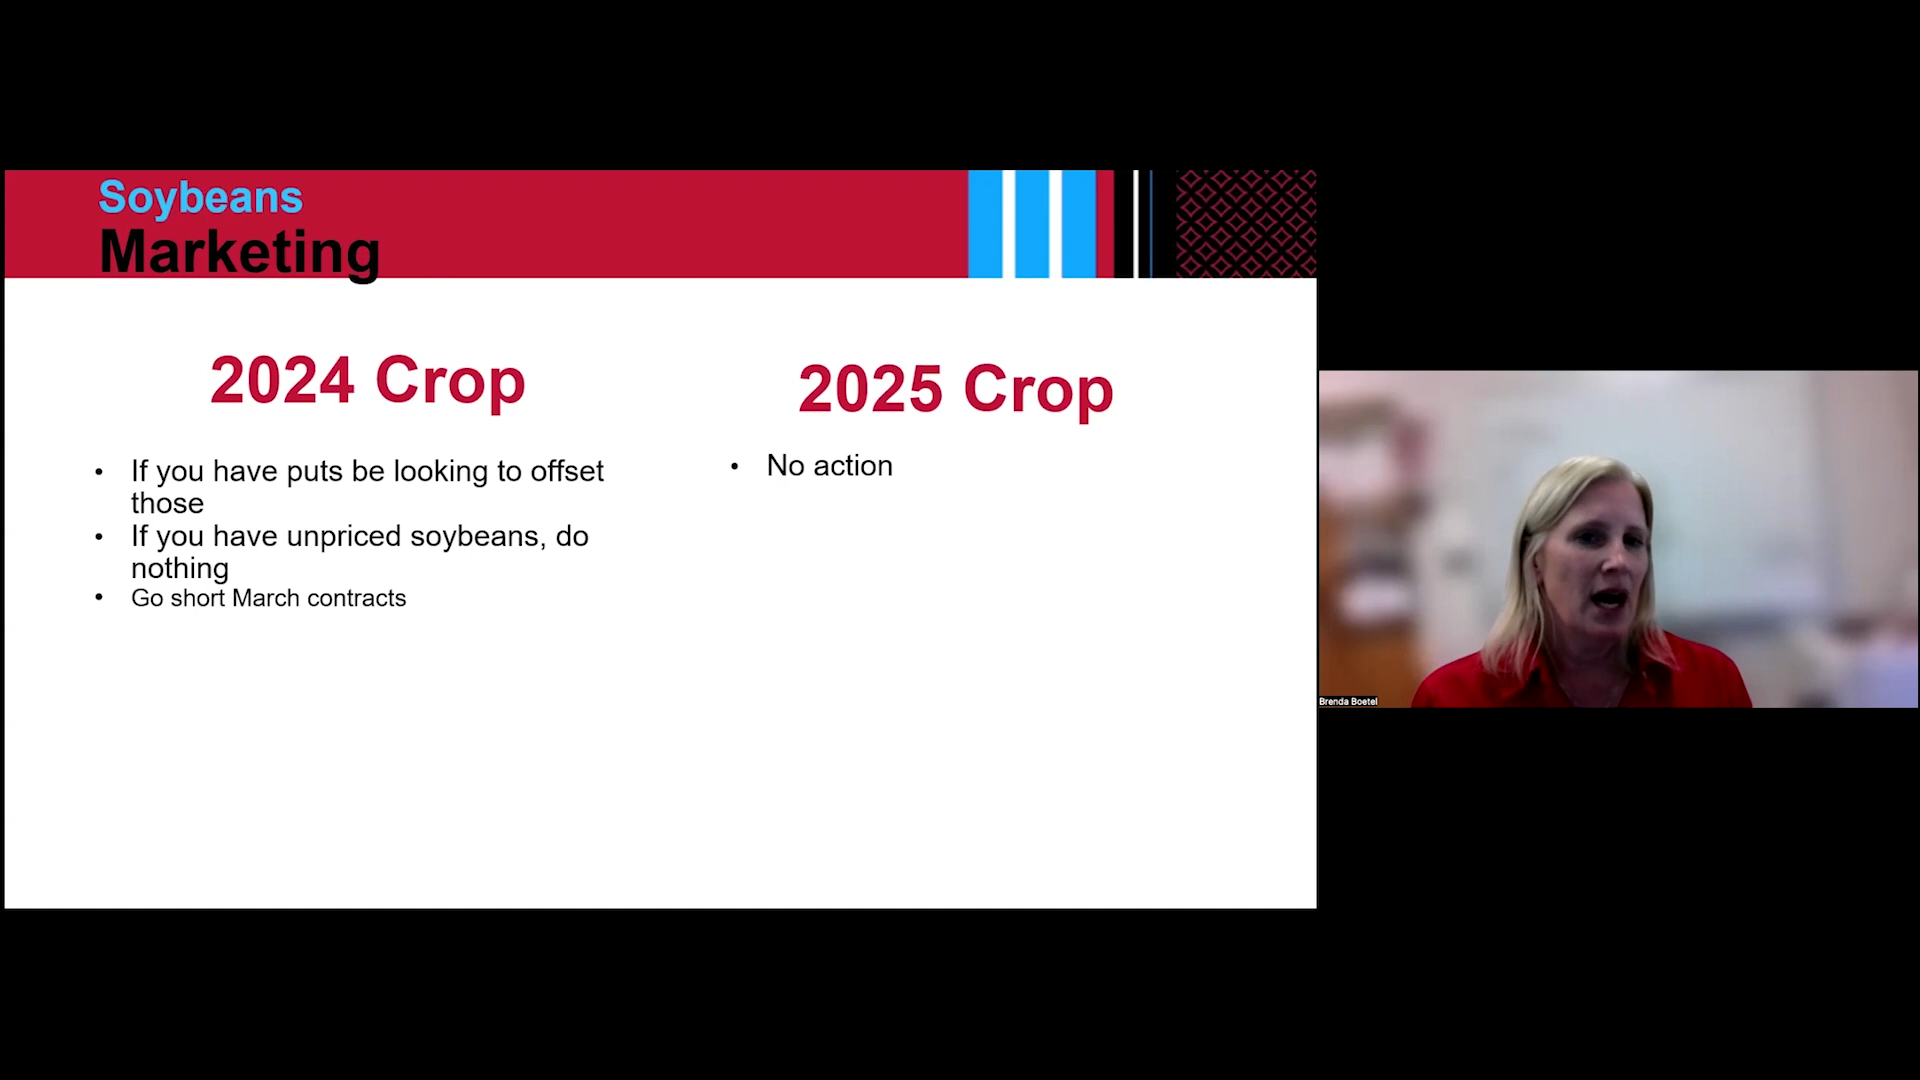 Soybeans
Marketing
2024 Crop
• If you have puts be looking to offset
those
• If you have unpriced soybeans, do
nothing
• Go short March contracts
2025 Crop
• No action
Brenda Boetel